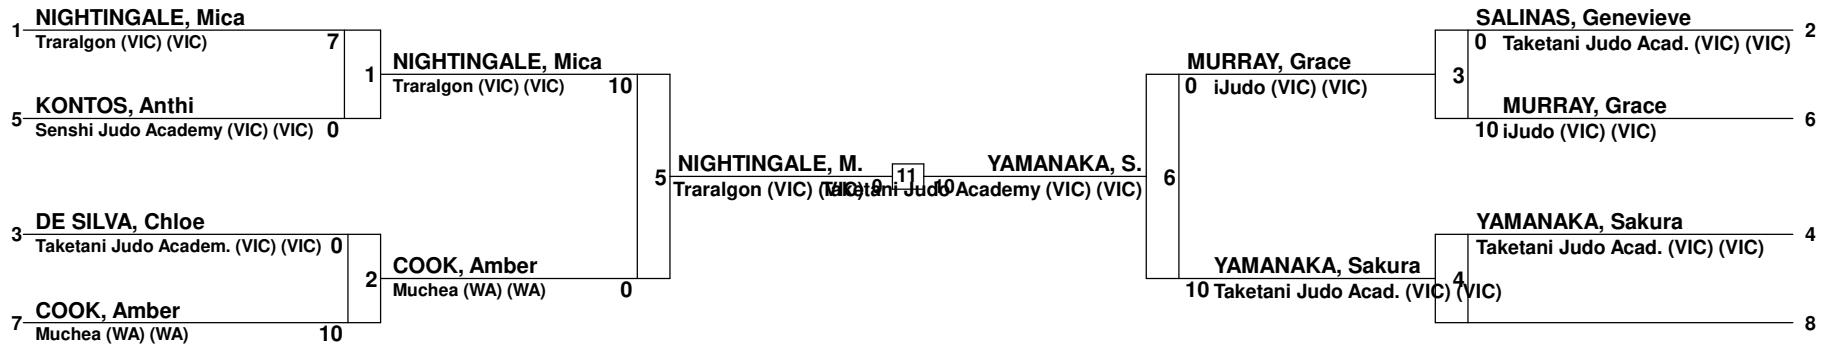 1 NIGHTINGALE, Mica
Traralgon (VIC) (VIC) 7
1
5 KONTOS, Anthi
Senshi Judo Academy (VIC) (VIC) 0
NIGHTINGALE, Mica
Traralgon (VIC) (VIC) 10
3 DE SILVA, Chloe
Taketani Judo Academ. (VIC) (VIC) 0
2
7 COOK, Amber
Muchea (WA) (WA) 10
COOK, Amber
Muchea (WA) (WA) 0
5
NIGHTINGALE, M.
Traralgon (VIC) (VIC) 0
11
YAMANAKA, S.
10 Taketani Judo Academy (VIC) (VIC)
6
MURRAY, Grace
0 iJudo (VIC) (VIC)
YAMANAKA, Sakura
10 Taketani Judo Acad. (VIC) (VIC)
SALINAS, Genevieve 2
0 Taketani Judo Acad. (VIC) (VIC)
3
MURRAY, Grace 6
10 iJudo (VIC) (VIC)
YAMANAKA, Sakura 4
Taketani Judo Acad. (VIC) (VIC)
4
8